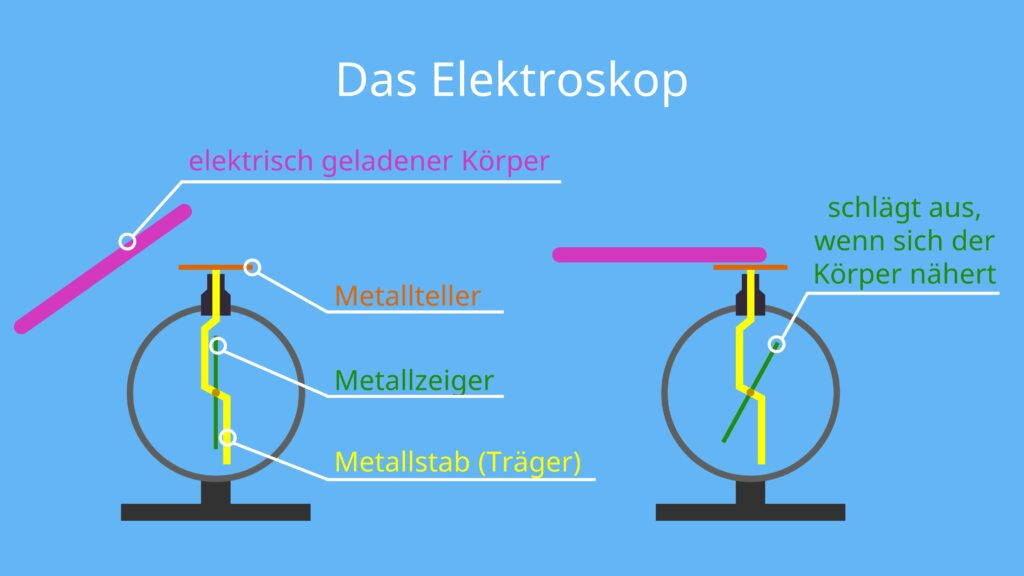 Das Elektroskop
elektrisch geladener Körper
Metallteller
Metallzeiger
Metallstab (Träger)
schlägt aus,
wenn sich der
Körper nähert